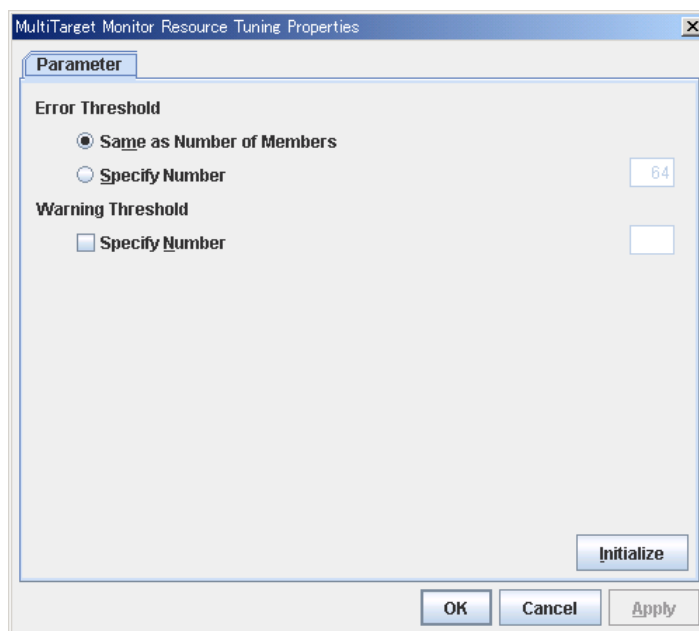 MultiTarget Monitor Resource Tuning Properties
Parameter
Error Threshold
Same as Number of Members
Specify Number 64
Warning Threshold
Specify Number
Initialize
OK Cancel Apply